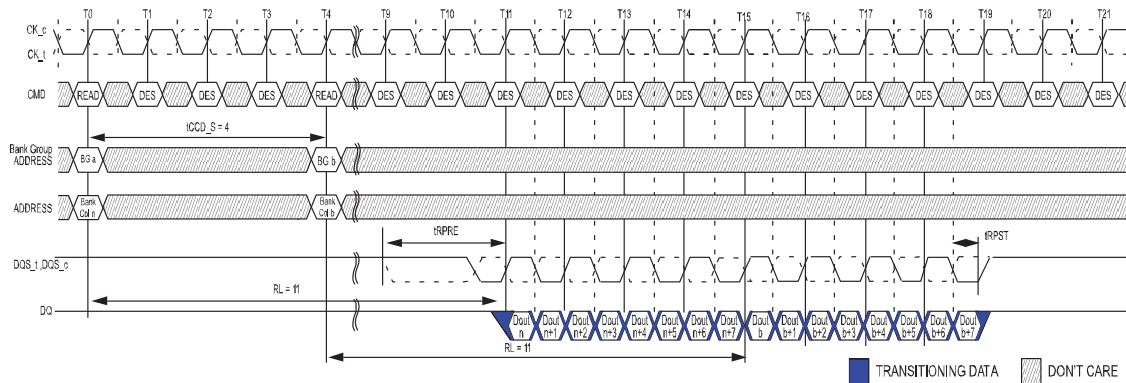 T0 T1 T2 T3 T4 T9 T10 T11 T12 T13 T14 T15 T16 T17 T18 T19 T20 T21
CK_c
CK_t
CMD READ DES DES DES READ DES DES DES DES DES DES DES DES DES DES DES DES DES
tCCD_S = 4
Bank Group
ADDRESS BG a BG b
ADDRESS Bank Col n Bank Col b
tRPRE tRPST
DQS_t ,DQS_c
RL = 11
DQ Dout n Dout n+1 Dout n+2 Dout n+3 Dout n+4 Dout n+5 Dout n+6 Dout n+7 Dout b Dout b+1 Dout b+2 Dout b+3 Dout b+4 Dout b+5 Dout b+6 Dout b+7
RL = 11
TRANSITIONING DATA DON'T CARE